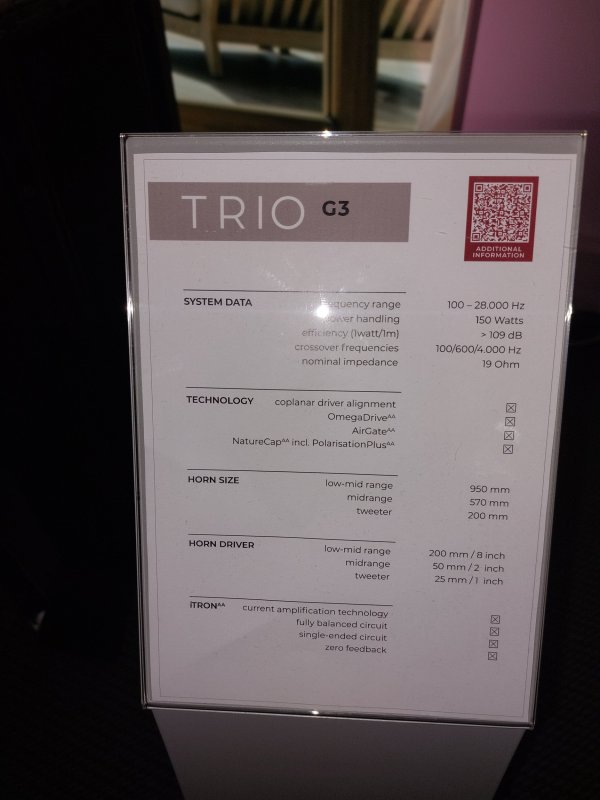 TRIO G3
ADDITIONAL
INFORMATION
SYSTEM DATA frequency range 100 – 28.000 Hz
power handling 150 Watts
efficiency (1watt/1m) > 109 dB
crossover frequencies 100/600/4.000 Hz
nominal impedance 19 Ohm
TECHNOLOGY coplanar driver alignment ☒
OmegaDriveᴬᴬ ☒
AirGateᴬᴬ ☒
NatureCapᴬᴬ incl. PolarisationPlusᴬᴬ ☒
HORN SIZE low-mid range 950 mm
midrange 570 mm
tweeter 200 mm
HORN DRIVER low-mid range 200 mm / 8 inch
midrange 50 mm / 2 inch
tweeter 25 mm / 1 inch
iTRONᴬᴬ current amplification technology ☒
fully balanced circuit ☒
single-ended circuit ☒
zero feedback ☒